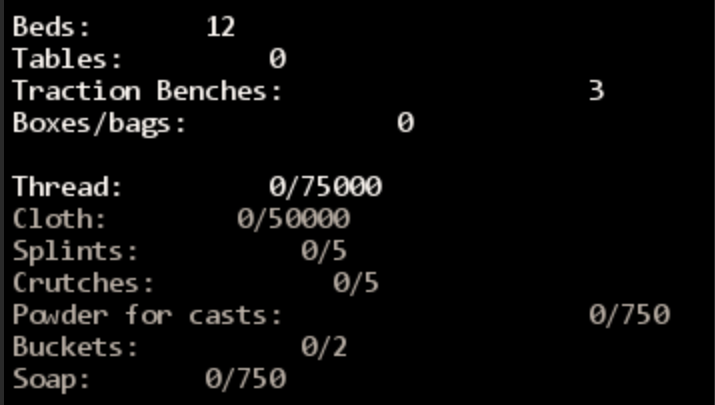 Beds: 12
Tables: 0
Traction Benches: 3
Boxes/bags: 0
Thread: 0/75000
Cloth: 0/50000
Splints: 0/5
Crutches: 0/5
Powder for casts: 0/750
Buckets: 0/2
Soap: 0/750